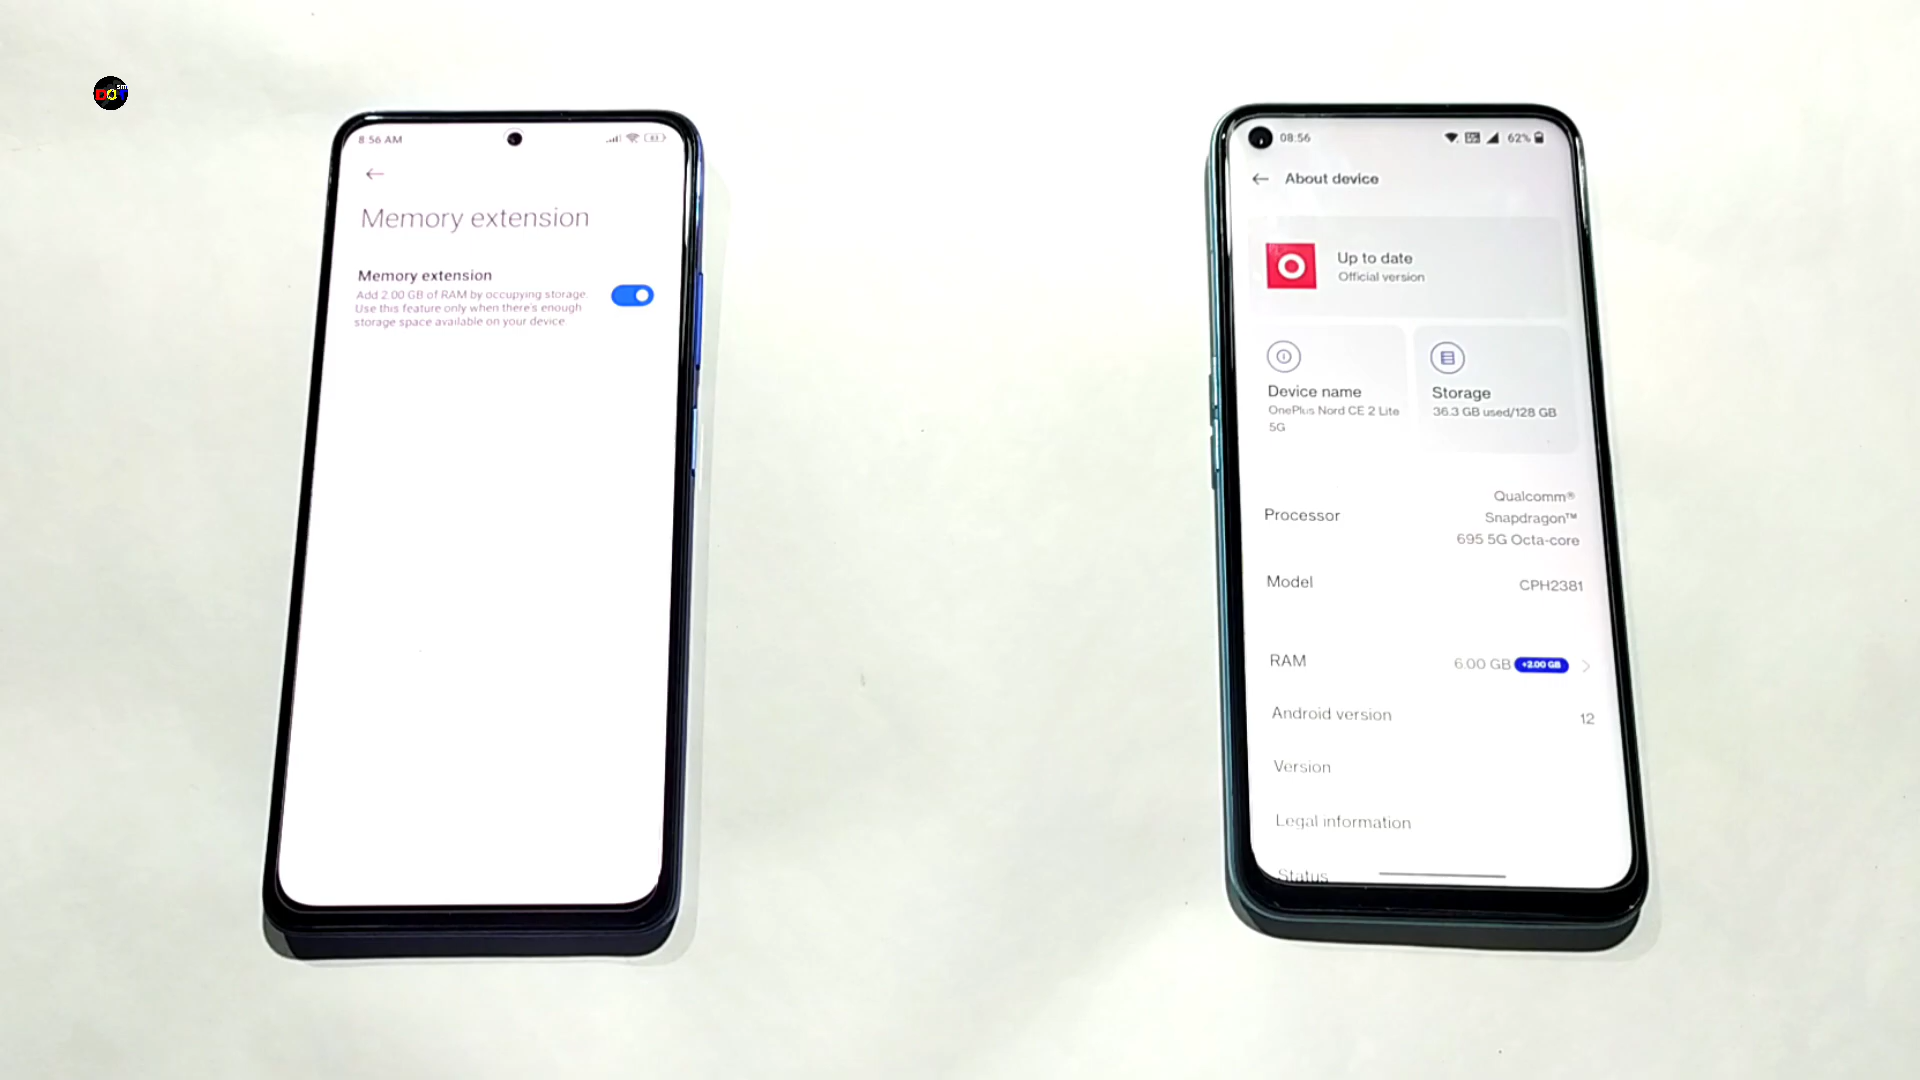 DOT
sm
8:56 AM
83
Memory extension
Memory extension
Add 2.00 GB of RAM by occupying storage.
Use this feature only when there's enough
storage space available on your device
08:56
62%
About device
Up to date
Official version
Device name
OnePlus Nord CE 2 Lite
5G
Storage
36.3 GB used/128 GB
Processor
Qualcomm®
Snapdragon™
695 5G Octa-core
Model
CPH2381
RAM
6.00 GB +2.00 GB
Android version
12
Version
Legal information
Status